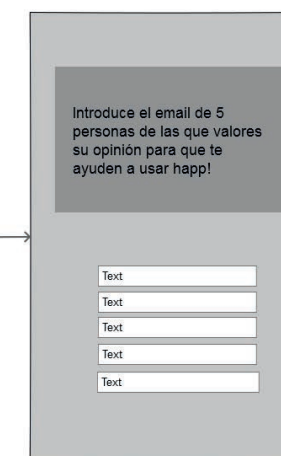 Introduce el email de 5
personas de las que valores
su opinión para que te
ayuden a usar happ!
Text
Text
Text
Text
Text